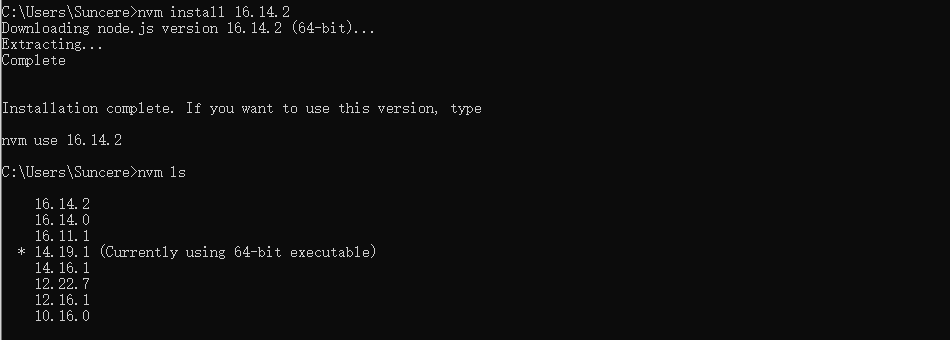 C:\Users\Suncere>nvm install 16.14.2
Downloading node.js version 16.14.2 (64-bit)...
Extracting...
Complete
Installation complete. If you want to use this version, type
nvm use 16.14.2
C:\Users\Suncere>nvm ls
16.14.2
16.14.0
16.11.1
* 14.19.1 (Currently using 64-bit executable)
14.16.1
12.22.7
12.16.1
10.16.0